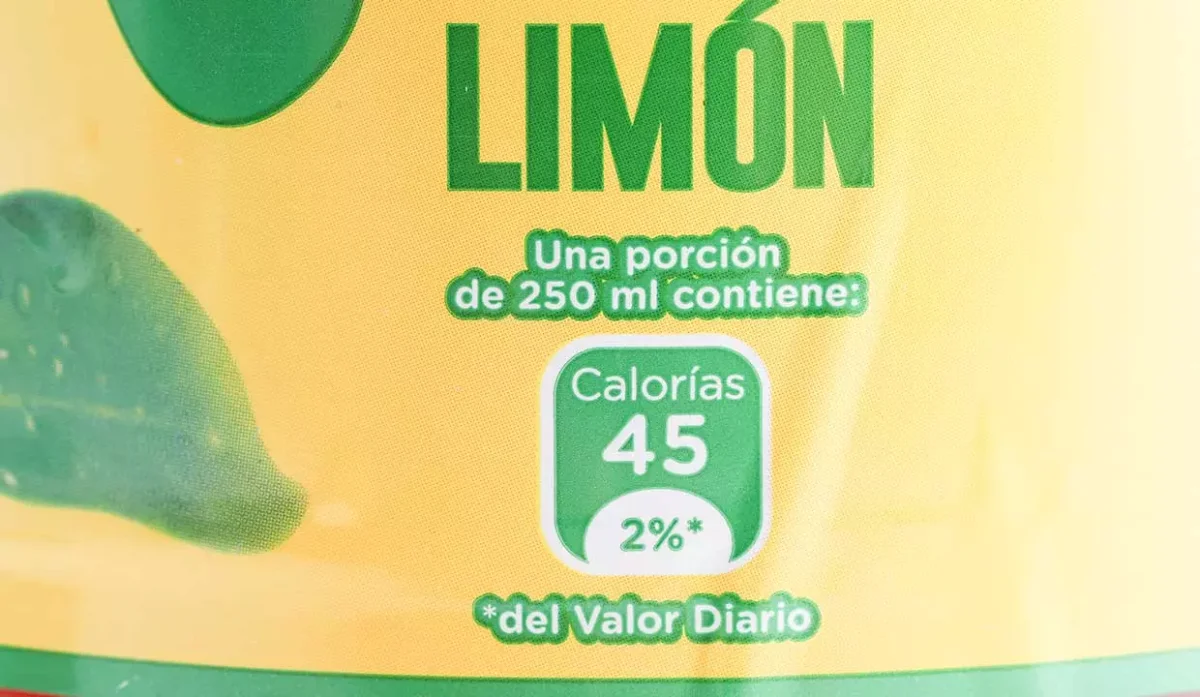 LIMÓN
Una porción
de 250 ml contiene:
Calorías
45
2%*
*del Valor Diario